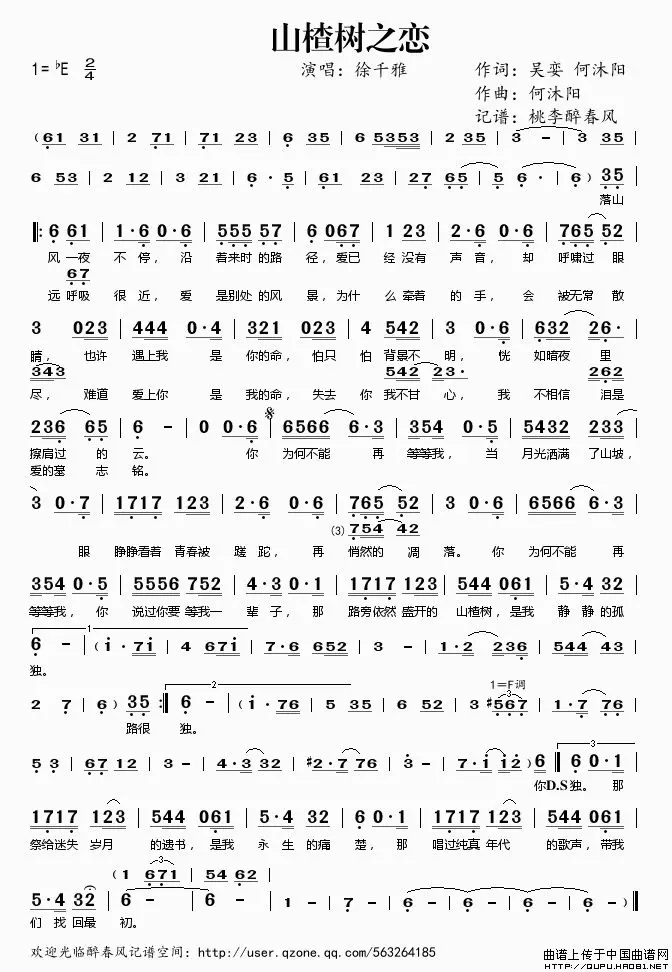 山楂树之恋
1= ♭E 2/4 演唱：徐千雅 作词：吴娈 何沐阳
作曲：何沐阳
记谱：桃李醉春风
( 61 31 | 2 71 | 71 23 | 6 35 | 6 5353 | 2 35 | 3 - | 3 35 |
6 53 | 2 12 | 3 21 | 6 · 5 | 61 35 | 23 27 | 65 | 5 6 · | 6 ) 35 |
落山
6 61 | 1·6 0·6 | 555 57 | 6 067 | 1 23 | 2·6 0·6 | 765 52 |
风一夜 不停，沿 着来时的路 径，爱已 经没有 声音，却 呼啸过眼
67
远呼吸 很近，爱 是别处的风 景，为什么 牵着 的手，会 被无常散
3 023 | 444 0·4 | 321 021 | 4 542 | 3 0·6 | 632 26· |
睛，也许 遇上我 是 你的命，怕只 怕 背景不 明，恍 如暗夜 里
343 542 23· 262
尽，难道 爱上你 是 我的命，失去 你 我不甘 心，我 不相信 泪是
236 65 | 6 - | 0 0·6 | 6566 6·3 | 354 0·5 | 5432 233 |
擦肩过 的 云。 你 为何不能 再 等等我，当 月光洒满 了山坡，
爱的墓 志 铭。
3 0·7 | 1717 123 | 2·6 0·6 | 765 52 | 3 0·6 | 6566 6·3 |
(3) 754 42
眼 睁睁看着 青春被 蹉跎，再 悄然的 凋 落。你 为何不能 再
354 0·5 | 5556 752 | 4·3 0·1 | 1717 123 | 544 061 | 5·4 32 |
等等我，你 说过你要 等我一 辈子，那 路旁依然 盛开的 山楂树，是我 静静的孤
1
6 - | ( i·7i | 4 67i | 7·6 652 | 3 - | 1·2 236 | 544 43 |
独。
2 1=F调
2 7 | 6 ) 35 :|| 6 - | ( i·76 | 5 35 | 6 52 | 3 #567 | 1·7 76 |
路很 独。
3
5 3 | 67 12 | 3 - | 4·3 32 | #2·7 76 | 3 - | 7·i i2 ) 6 || 6 0·1 |
你D.S独。 那
1717 123 | 544 061 | 5·4 32 | 6 0·1 | 1717 123 | 544 061 |
祭给迷失 岁月 的遗书，是我 永生的痛 楚，那 唱过纯真 年代 的歌声，带我
( 1 671 | 54 62 |
5·4 32 | 6 - | 6 - | 1 - | 7 - | 6 - | 6 - | 6 - ||
们 找 回最 初。
欢迎光临醉春风记谱空间：http://user.qzone.qq.com/563264185
曲谱上传于中国曲谱网
HTTP://QUPU.HAO81.NET